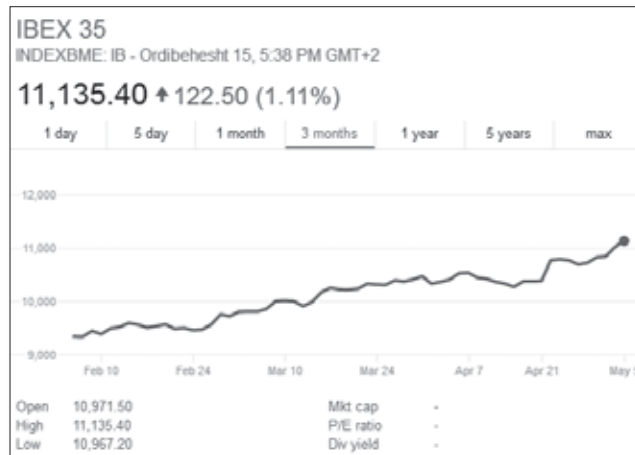 IBEX 35
INDEXBME: IB - Ordibehesht 15, 5:38 PM GMT+2
11,135.40 122.50 (1.11%)
1 day 5 day 1 month 3 months 1 year 5 years max
12,000
11,000
10,000
9,000
Feb 10 Feb 24 Mar 10 Mar 24 Apr 7 Apr 21 May 5
Open 10,971.50 Mkt cap -
High 11,135.40 P/E ratio -
Low 10,967.20 Div yield -